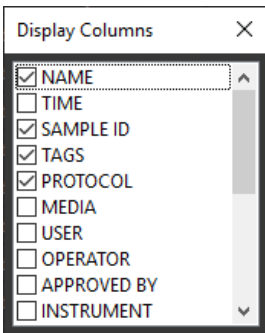 Display Columns
NAME
TIME
SAMPLE ID
TAGS
PROTOCOL
MEDIA
USER
OPERATOR
APPROVED BY
INSTRUMENT